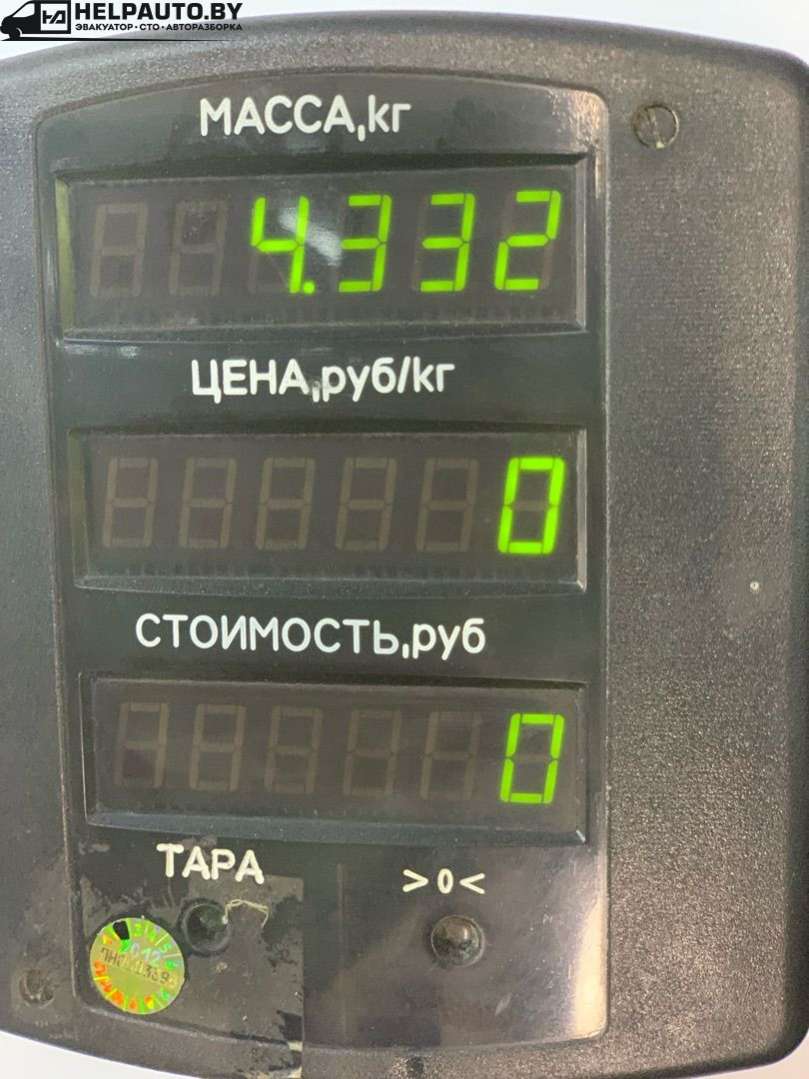 HELPAUTO.BY
ЭВАКУАТОР · СТО · АВТОРАЗБОРКА
МАССА,кг
4.332
ЦЕНА,руб/кг
0
СТОИМОСТЬ,руб
0
ТАРА >0<